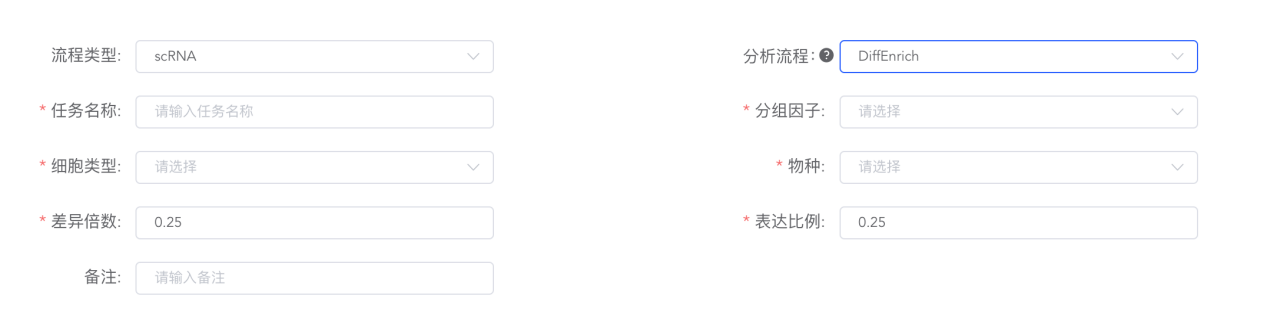 流程类型: scRNA 分析流程: ? DiffEnrich
* 任务名称: 请输入任务名称 * 分组因子: 请选择
* 细胞类型: 请选择 * 物种: 请选择
* 差异倍数: 0.25 * 表达比例: 0.25
备注: 请输入备注